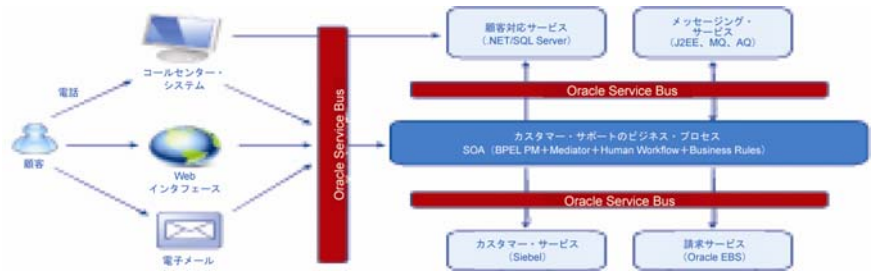 電話
コールセンター・
システム
顧客
Web
インタフェース
電子メール
Oracle Service Bus
顧客対応サービス
(.NET/SQL Server)
メッセージング・
サービス
(J2EE、MQ、AQ)
Oracle Service Bus
カスタマー・サポートのビジネス・プロセス
SOA（BPEL PM＋Mediator＋Human Workflow＋Business Rules）
Oracle Service Bus
カスタマー・サービス
(Siebel)
請求サービス
(Oracle EBS)